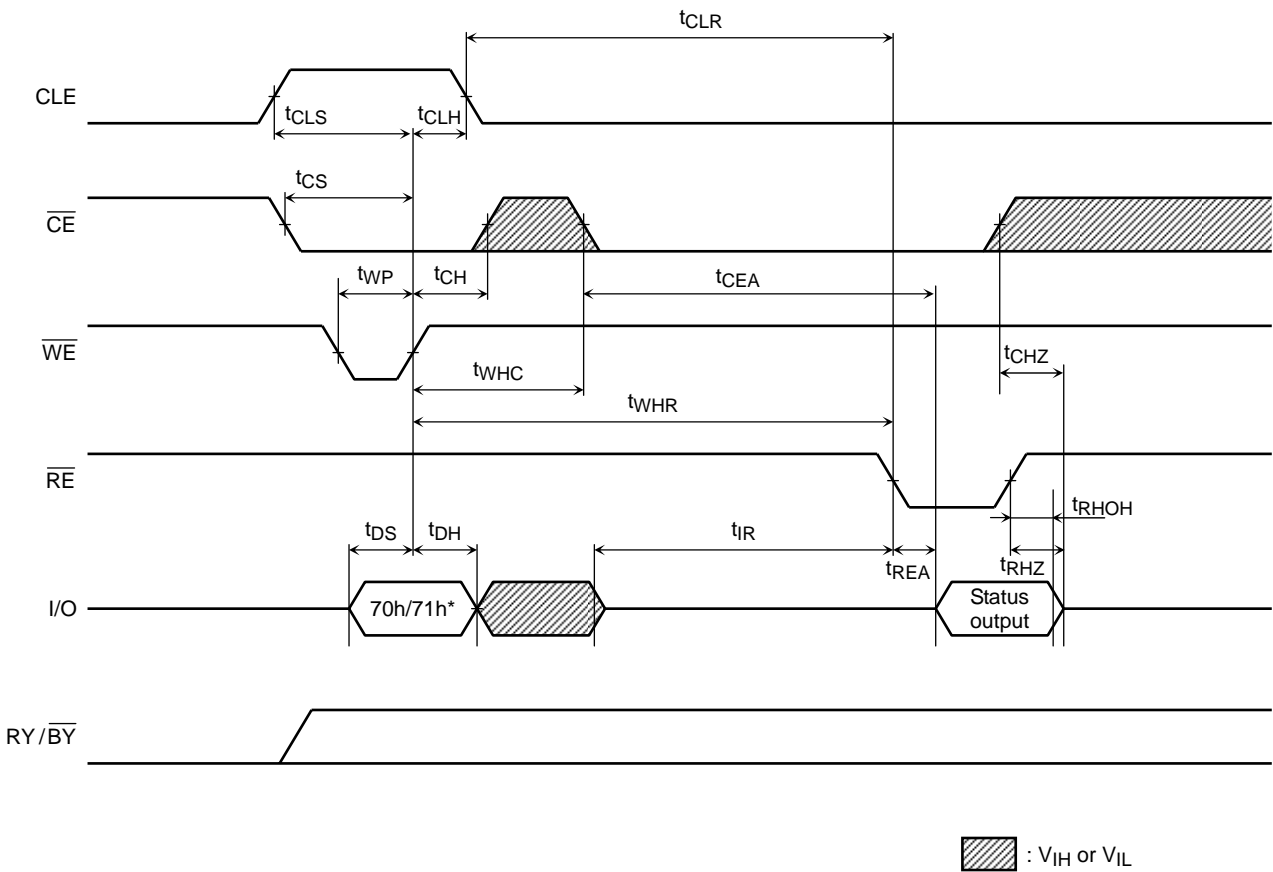 tCLR
CLE
tCLS
tCLH
tCS
CE
tWP
tCH
tCEA
WE
tCHZ
tWHC
tWHR
RE
tRHOH
tDS
tDH
tIR
tREA
tRHZ
I/O
70h/71h*
Status
output
RY/BY
: VIH or VIL